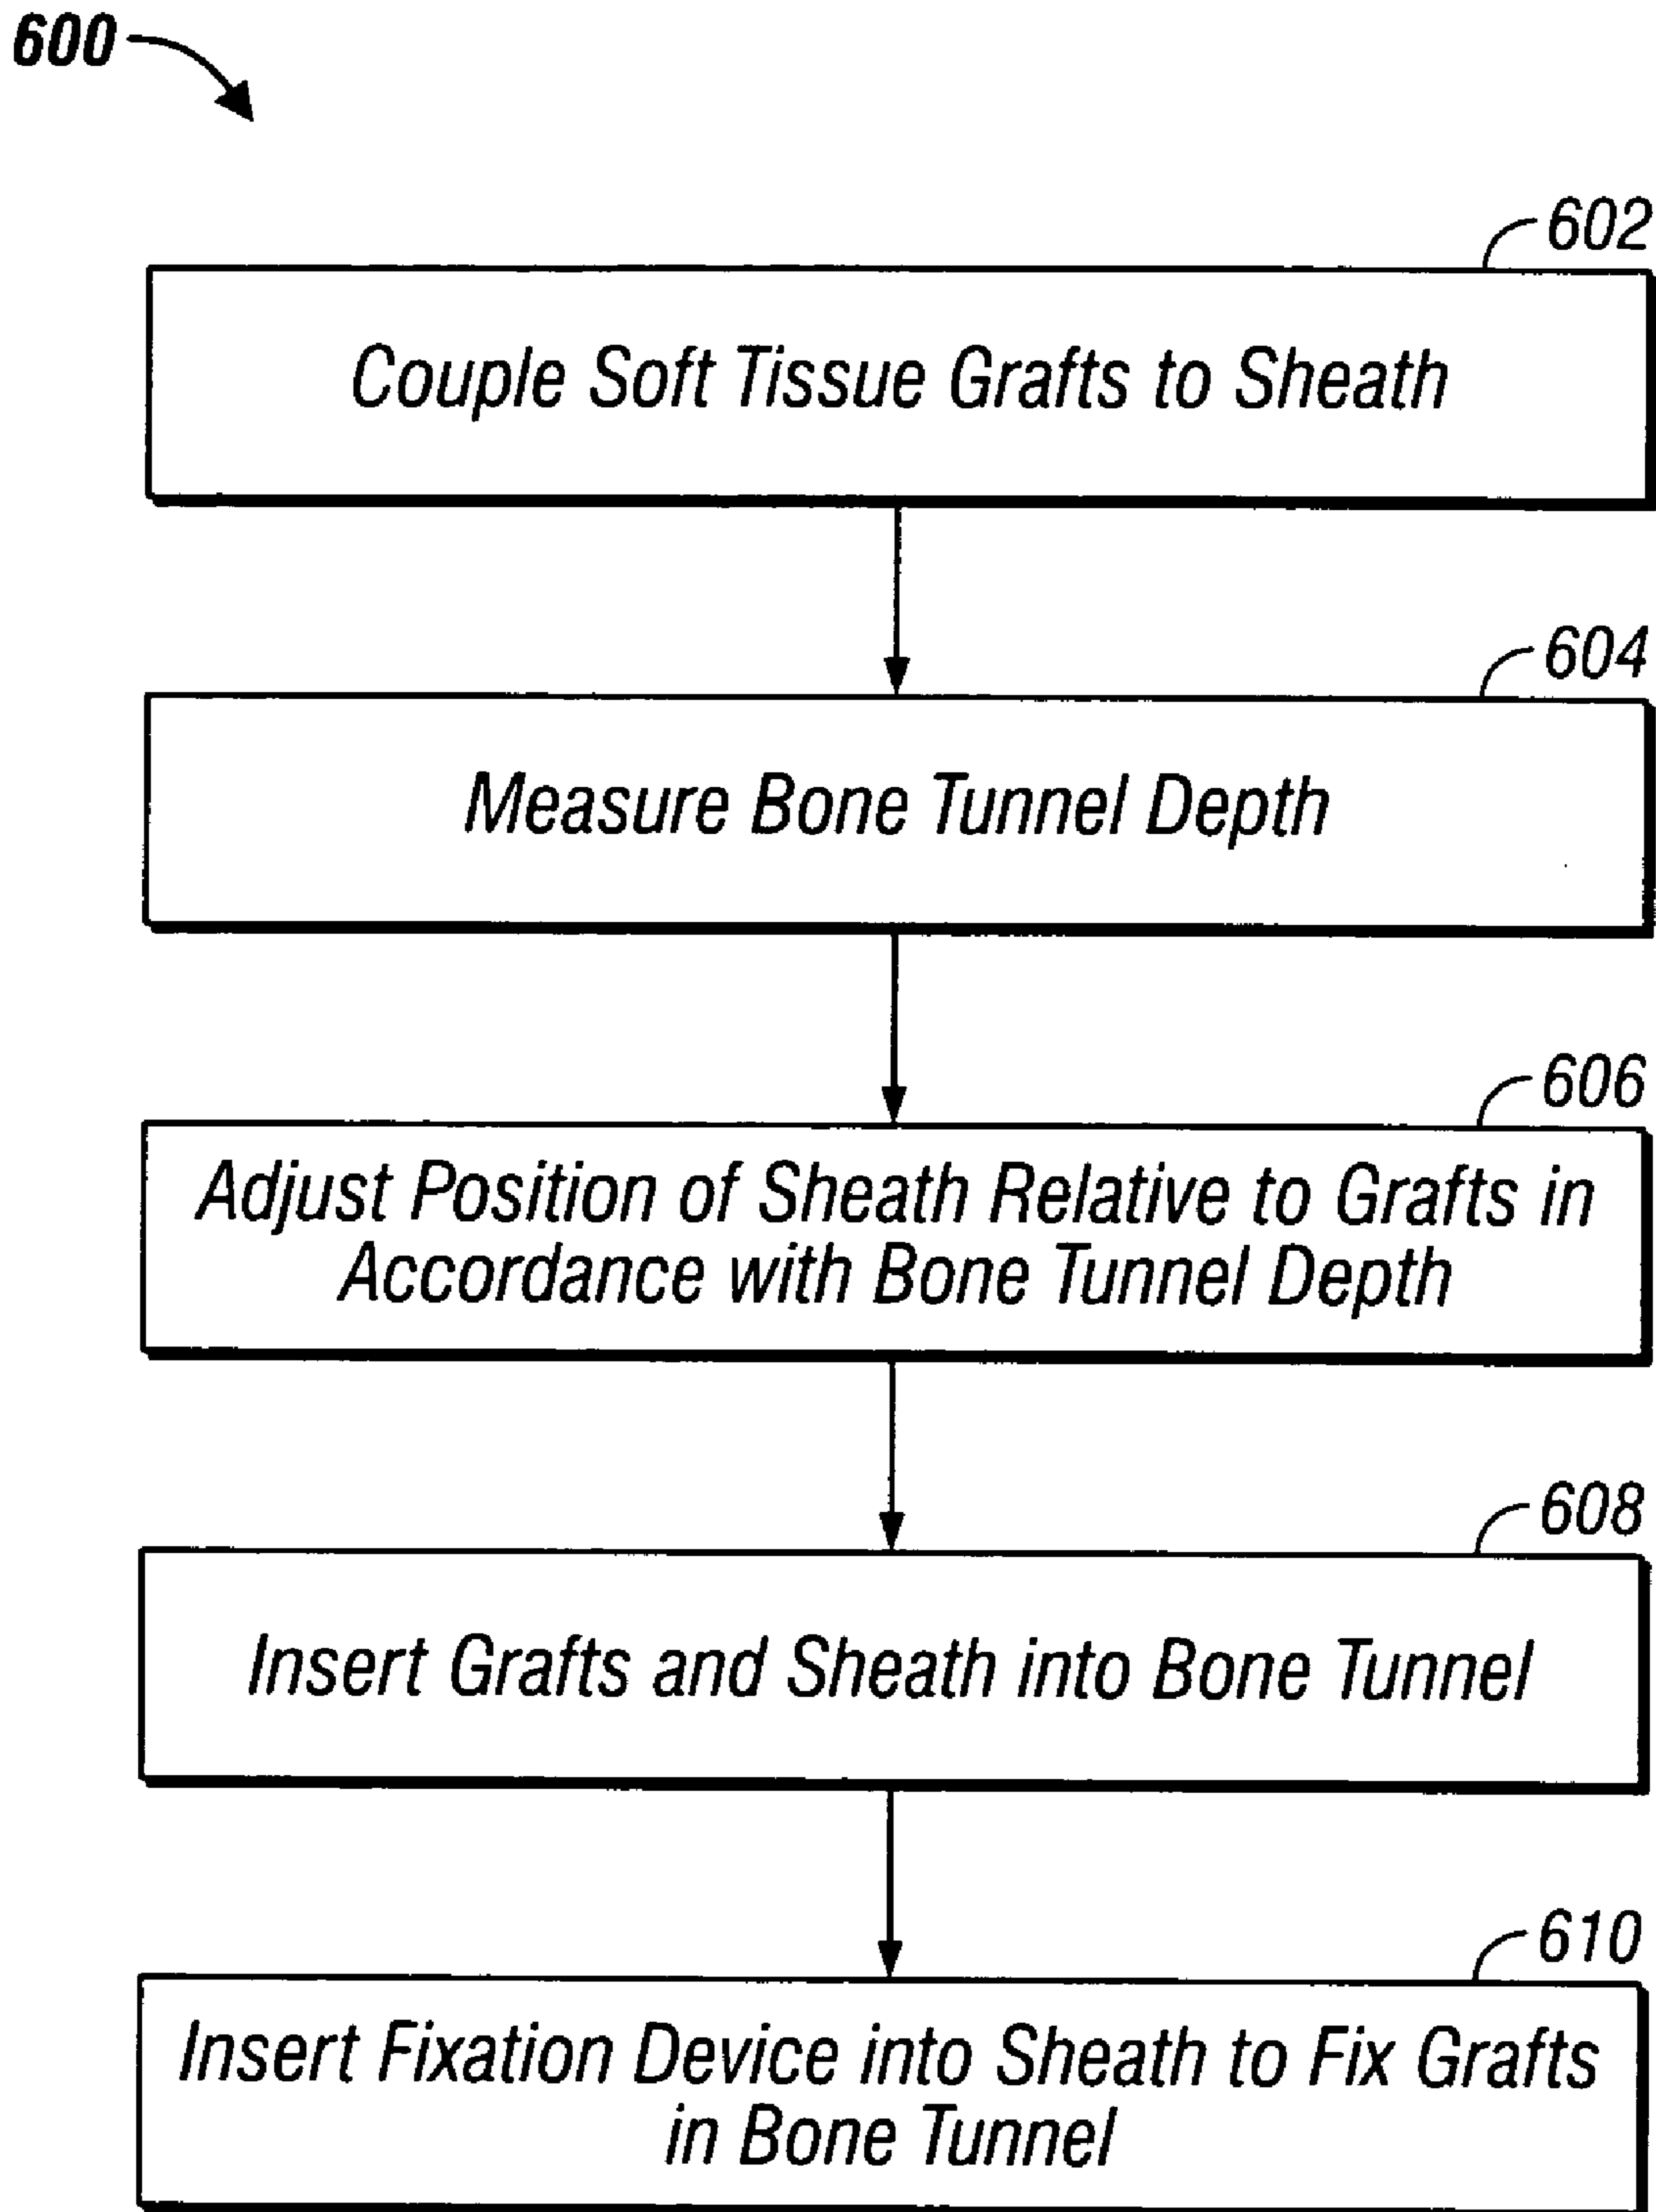 600
602
Couple Soft Tissue Grafts to Sheath
604
Measure Bone Tunnel Depth
606
Adjust Position of Sheath Relative to Grafts in
Accordance with Bone Tunnel Depth
608
Insert Grafts and Sheath into Bone Tunnel
610
Insert Fixation Device into Sheath to Fix Grafts
in Bone Tunnel